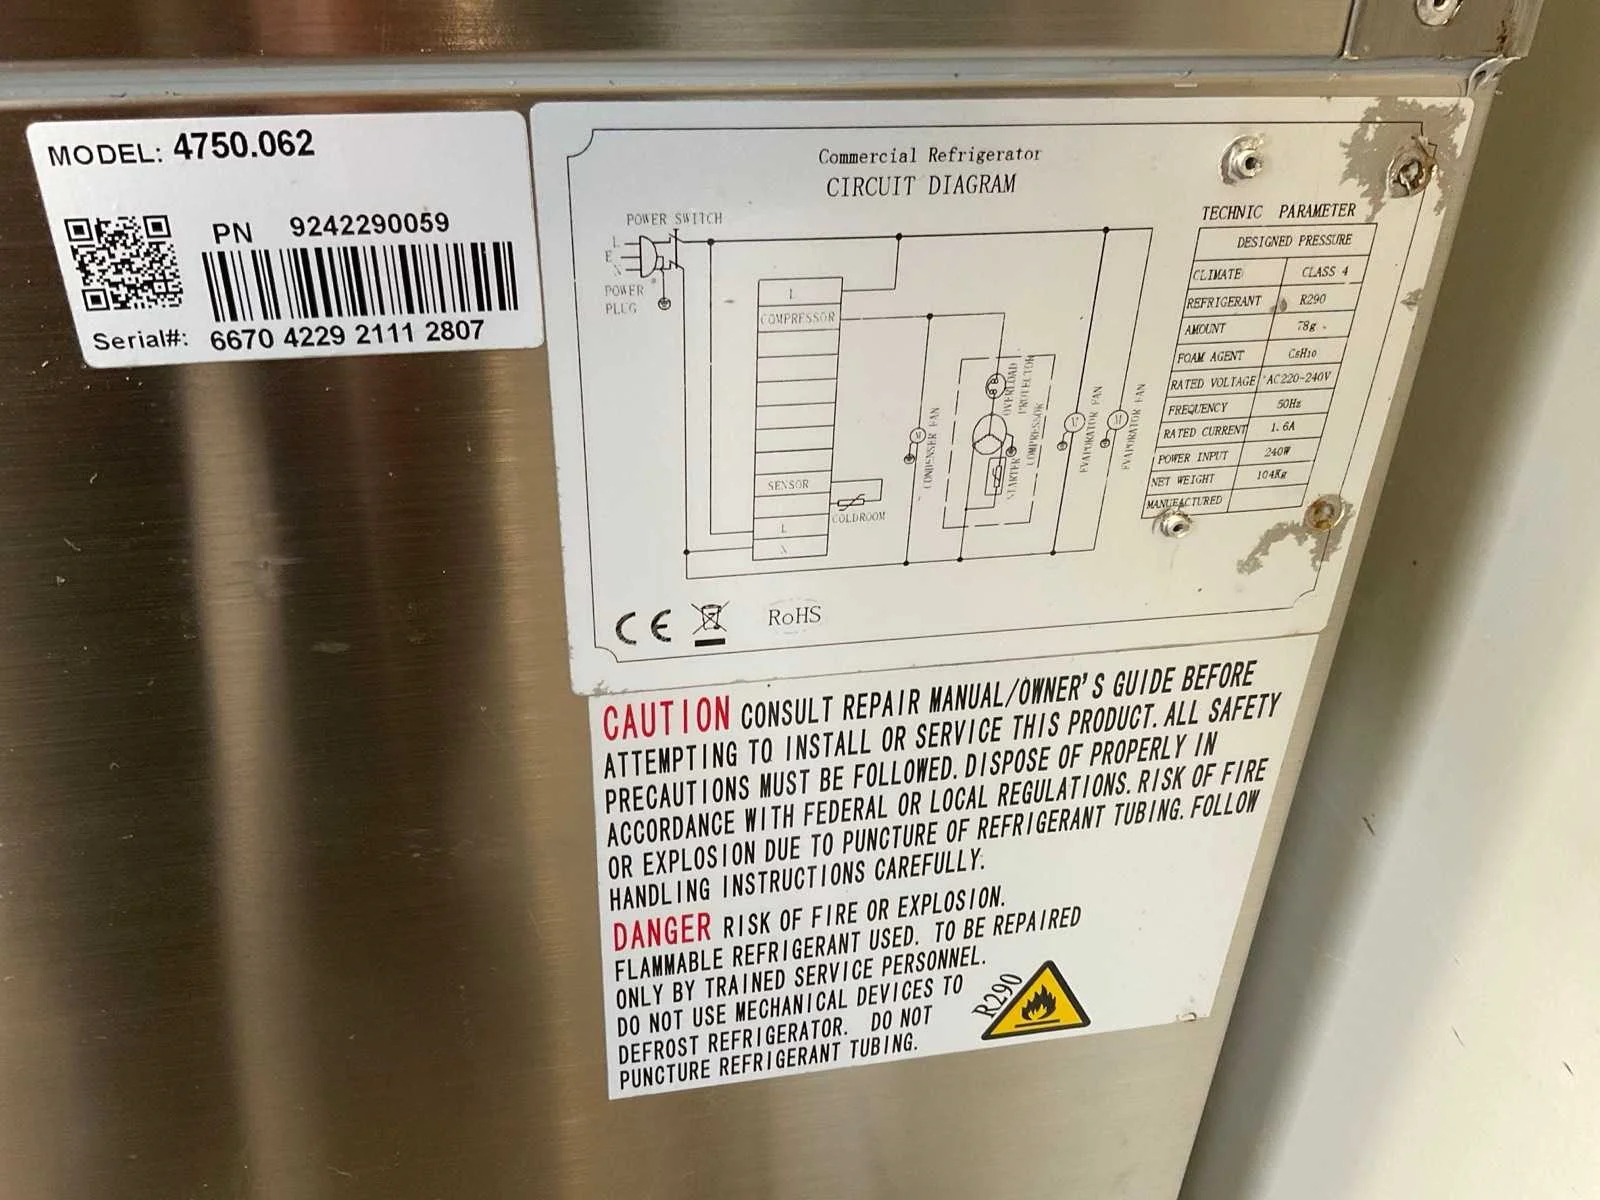 MODEL: 4750.062
PN 9242290059
Serial#: 6670 4229 2111 2807
Commercial Refrigerator
CIRCUIT DIAGRAM
POWER SWITCH
L
E
N
POWER
PLUG
L
COMPRESSOR
SENSOR
L
N
COLDROOM
M
CONDENSER FAN
OVERLOAD
PROTECTOR
COMPRESSOR
STARTER
M
EVAPORATOR FAN
M
EVAPORATOR FAN
TECHNIC PARAMETER
DESIGNED PRESSURE
CLIMATE CLASS 4
REFRIGERANT R290
AMOUNT 78g
FOAM AGENT C5H10
RATED VOLTAGE AC220-240V
FREQUENCY 50Hz
RATED CURRENT 1.6A
POWER INPUT 240W
NET WEIGHT 104Kg
MANUFACTURED
CE
RoHS
CAUTION CONSULT REPAIR MANUAL/OWNER'S GUIDE BEFORE
ATTEMPTING TO INSTALL OR SERVICE THIS PRODUCT. ALL SAFETY
PRECAUTIONS MUST BE FOLLOWED. DISPOSE OF PROPERLY IN
ACCORDANCE WITH FEDERAL OR LOCAL REGULATIONS. RISK OF FIRE
OR EXPLOSION DUE TO PUNCTURE OF REFRIGERANT TUBING. FOLLOW
HANDLING INSTRUCTIONS CAREFULLY.
DANGER RISK OF FIRE OR EXPLOSION.
FLAMMABLE REFRIGERANT USED. TO BE REPAIRED
ONLY BY TRAINED SERVICE PERSONNEL.
DO NOT USE MECHANICAL DEVICES TO
DEFROST REFRIGERATOR. DO NOT
PUNCTURE REFRIGERANT TUBING.
R290